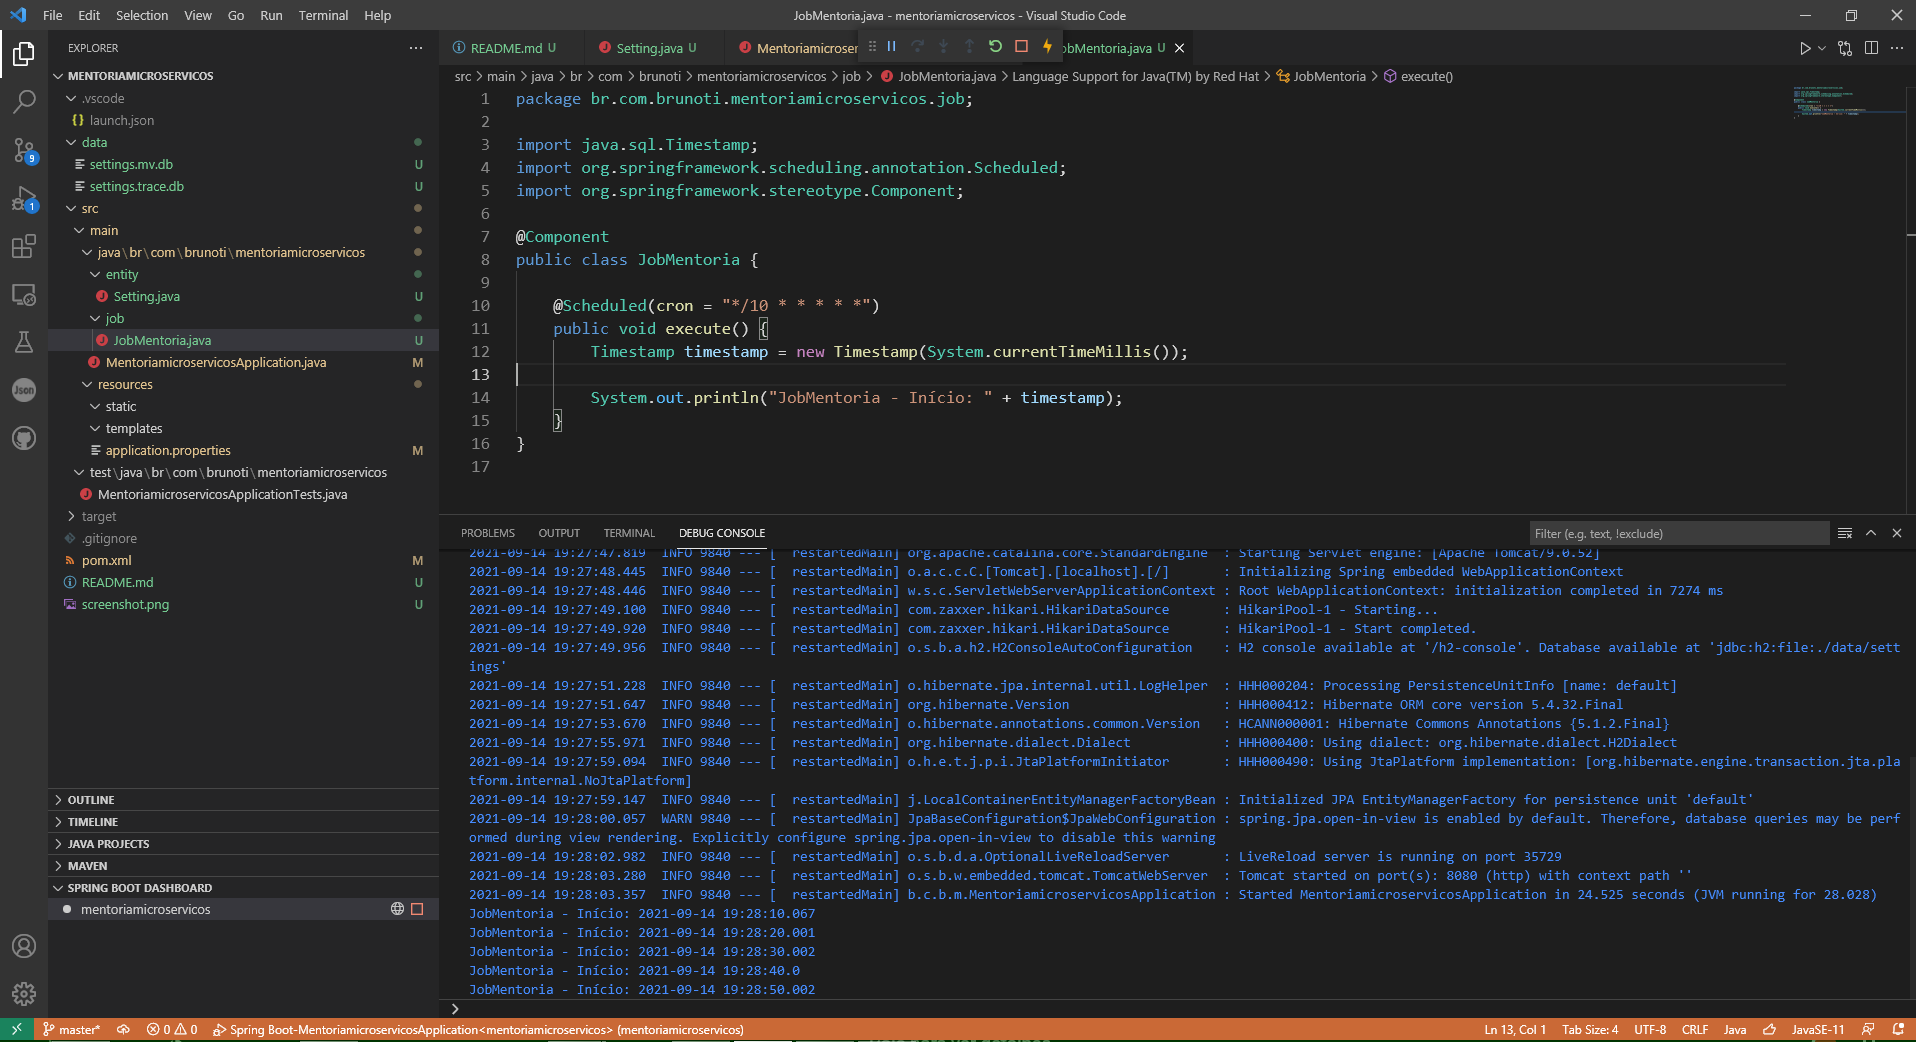 File Edit Selection View Go Run Terminal Help JobMentoria.java - mentoriamicroservicos - Visual Studio Code
EXPLORER
README.md U Setting.java U Mentoriamicroser obMentoria.java U
MENTORIAMICROSERVICOS
src > main > java > br > com > brunoti > mentoriamicroservicos > job > JobMentoria.java > Language Support for Java(TM) by Red Hat > JobMentoria > execute()
.vscode
launch.json
data
settings.mv.db U
settings.trace.db U
src
main
java\br\com\brunoti\mentoriamicroservicos
entity
Setting.java U
job
JobMentoria.java U
MentoriamicroservicosApplication.java M
resources
static
templates
application.properties M
test\java\br\com\brunoti\mentoriamicroservicos
MentoriamicroservicosApplicationTests.java
target
.gitignore
pom.xml M
README.md U
screenshot.png U
9
1
Json
OUTLINE
TIMELINE
JAVA PROJECTS
MAVEN
SPRING BOOT DASHBOARD
mentoriamicroservicos
1 package br.com.brunoti.mentoriamicroservicos.job;
2
3 import java.sql.Timestamp;
4 import org.springframework.scheduling.annotation.Scheduled;
5 import org.springframework.stereotype.Component;
6
7 @Component
8 public class JobMentoria {
9
10 @Scheduled(cron = "*/10 * * * * *")
11 public void execute() {
12 Timestamp timestamp = new Timestamp(System.currentTimeMillis());
13
14 System.out.println("JobMentoria - Início: " + timestamp);
15 }
16 }
17
PROBLEMS OUTPUT TERMINAL DEBUG CONSOLE Filter (e.g. text, !exclude)
2021-09-14 19:27:47.819 INFO 9840 --- [ restartedMain] org.apache.catalina.core.StandardEngine : Starting Servlet engine: [Apache Tomcat/9.0.52]
2021-09-14 19:27:48.445 INFO 9840 --- [ restartedMain] o.a.c.c.C.[Tomcat].[localhost].[/] : Initializing Spring embedded WebApplicationContext
2021-09-14 19:27:48.446 INFO 9840 --- [ restartedMain] w.s.c.ServletWebServerApplicationContext : Root WebApplicationContext: initialization completed in 7274 ms
2021-09-14 19:27:49.100 INFO 9840 --- [ restartedMain] com.zaxxer.hikari.HikariDataSource : HikariPool-1 - Starting...
2021-09-14 19:27:49.920 INFO 9840 --- [ restartedMain] com.zaxxer.hikari.HikariDataSource : HikariPool-1 - Start completed.
2021-09-14 19:27:49.956 INFO 9840 --- [ restartedMain] o.s.b.a.h2.H2ConsoleAutoConfiguration : H2 console available at '/h2-console'. Database available at 'jdbc:h2:file:./data/sett
ings'
2021-09-14 19:27:51.228 INFO 9840 --- [ restartedMain] o.hibernate.jpa.internal.util.LogHelper : HHH000204: Processing PersistenceUnitInfo [name: default]
2021-09-14 19:27:51.647 INFO 9840 --- [ restartedMain] org.hibernate.Version : HHH000412: Hibernate ORM core version 5.4.32.Final
2021-09-14 19:27:53.670 INFO 9840 --- [ restartedMain] o.hibernate.annotations.common.Version : HCANN000001: Hibernate Commons Annotations {5.1.2.Final}
2021-09-14 19:27:55.971 INFO 9840 --- [ restartedMain] org.hibernate.dialect.Dialect : HHH000400: Using dialect: org.hibernate.dialect.H2Dialect
2021-09-14 19:27:59.094 INFO 9840 --- [ restartedMain] o.h.e.t.j.p.i.JtaPlatformInitiator : HHH000490: Using JtaPlatform implementation: [org.hibernate.engine.transaction.jta.pla
tform.internal.NoJtaPlatform]
2021-09-14 19:27:59.147 INFO 9840 --- [ restartedMain] j.LocalContainerEntityManagerFactoryBean : Initialized JPA EntityManagerFactory for persistence unit 'default'
2021-09-14 19:28:00.057 WARN 9840 --- [ restartedMain] JpaBaseConfiguration$JpaWebConfiguration : spring.jpa.open-in-view is enabled by default. Therefore, database queries may be perf
ormed during view rendering. Explicitly configure spring.jpa.open-in-view to disable this warning
2021-09-14 19:28:02.982 INFO 9840 --- [ restartedMain] o.s.b.d.a.OptionalLiveReloadServer : LiveReload server is running on port 35729
2021-09-14 19:28:03.280 INFO 9840 --- [ restartedMain] o.s.b.w.embedded.tomcat.TomcatWebServer : Tomcat started on port(s): 8080 (http) with context path ''
2021-09-14 19:28:03.357 INFO 9840 --- [ restartedMain] b.c.b.m.MentoriamicroservicosApplication : Started MentoriamicroservicosApplication in 24.525 seconds (JVM running for 28.028)
JobMentoria - Início: 2021-09-14 19:28:10.067
JobMentoria - Início: 2021-09-14 19:28:20.001
JobMentoria - Início: 2021-09-14 19:28:30.002
JobMentoria - Início: 2021-09-14 19:28:40.0
JobMentoria - Início: 2021-09-14 19:28:50.002
master* 0 0 Spring Boot-MentoriamicroservicosApplication<mentoriamicroservicos> (mentoriamicroservicos) Ln 13, Col 1 Tab Size: 4 UTF-8 CRLF Java JavaSE-11